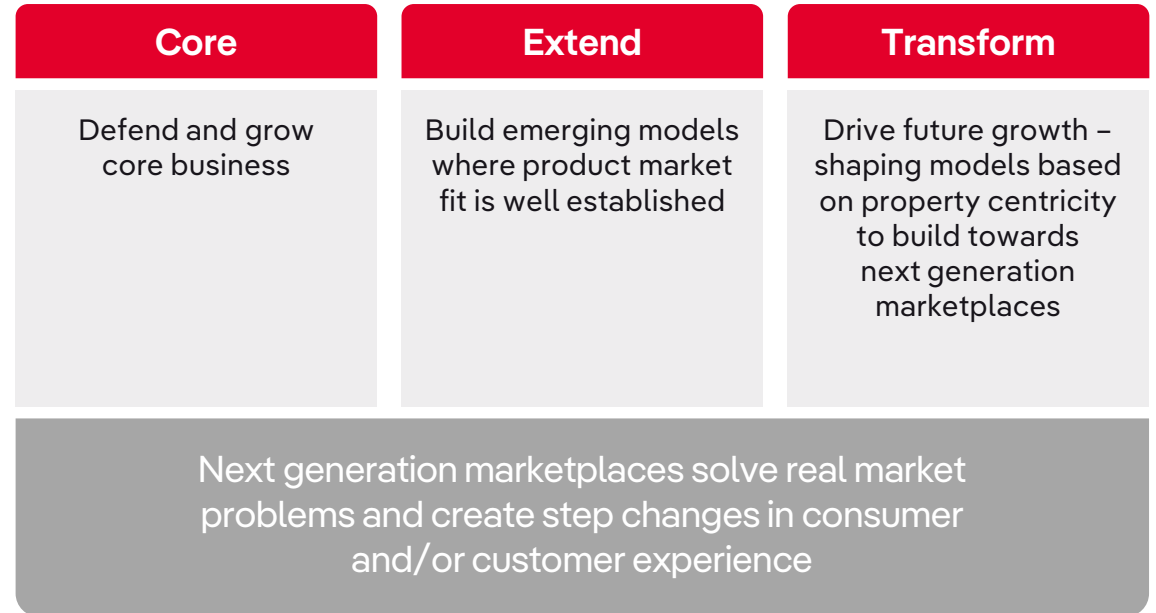 Core
Defend and grow
core business
Extend
Build emerging models
where product market
fit is well established
Transform
Drive future growth –
shaping models based
on property centricity
to build towards
next generation
marketplaces
Next generation marketplaces solve real market
problems and create step changes in consumer
and/or customer experience